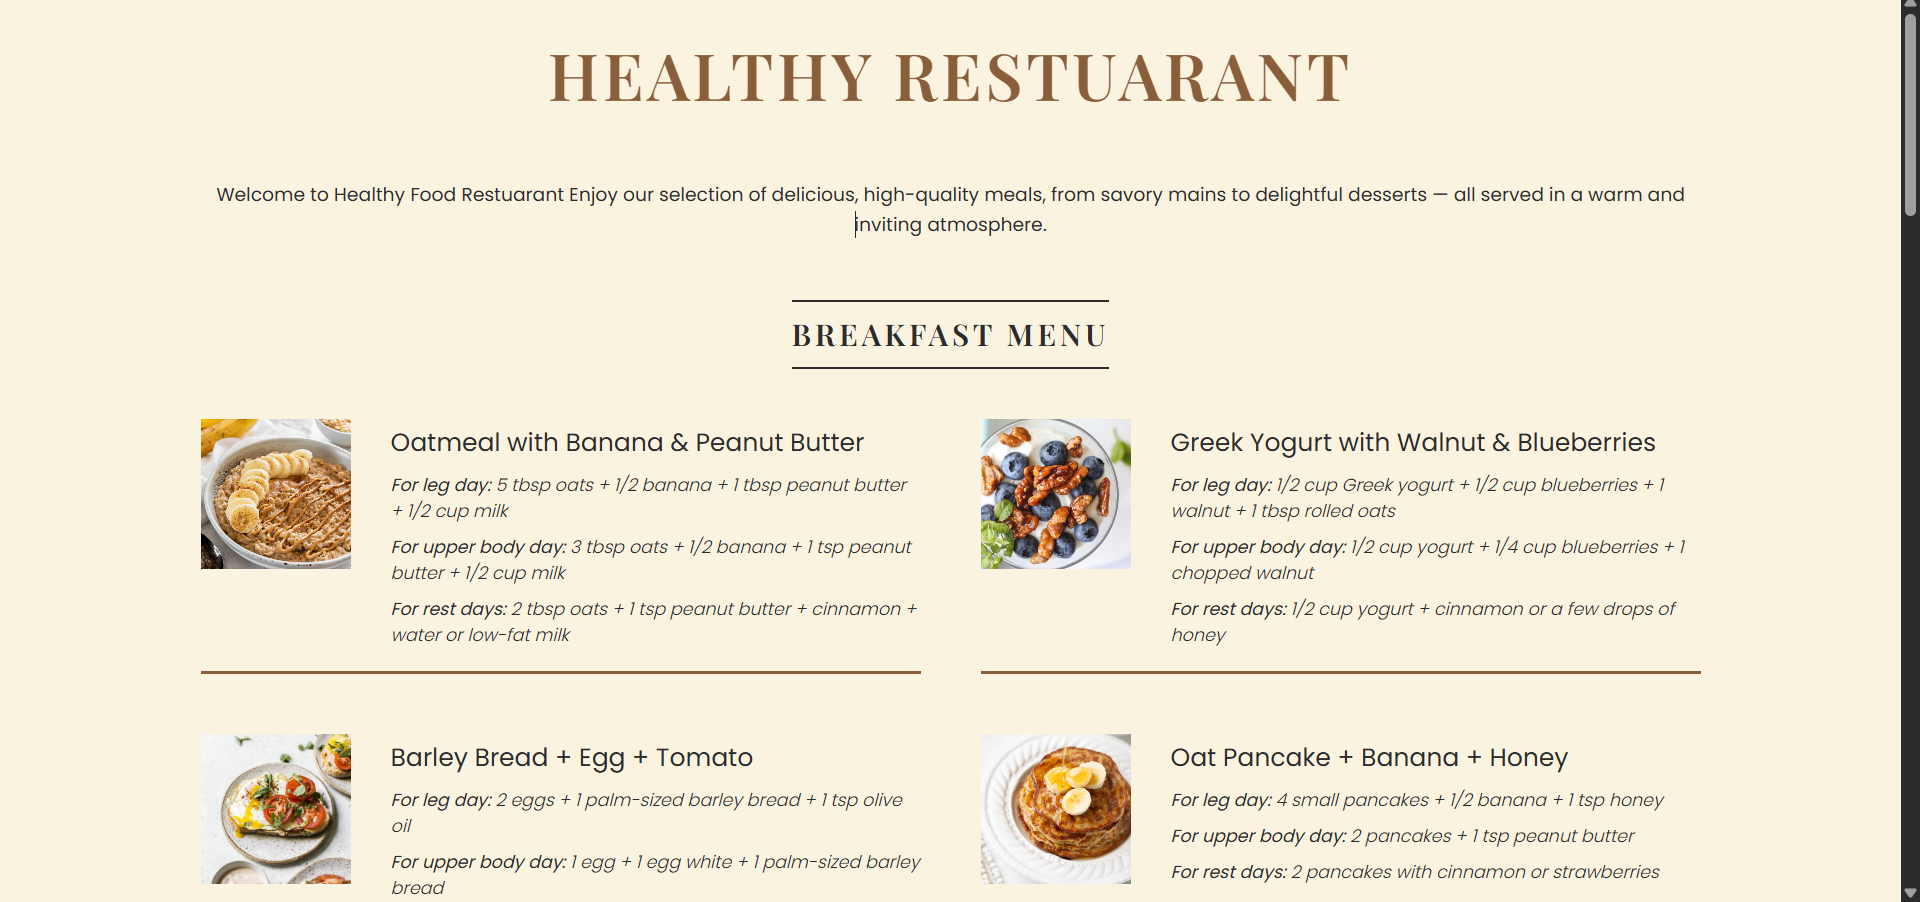 HEALTHY RESTUARANT
Welcome to Healthy Food Restuarant Enjoy our selection of delicious, high-quality meals, from savory mains to delightful desserts — all served in a warm and
inviting atmosphere.
BREAKFAST MENU
Oatmeal with Banana & Peanut Butter
For leg day: 5 tbsp oats + 1/2 banana + 1 tbsp peanut butter
+ 1/2 cup milk
For upper body day: 3 tbsp oats + 1/2 banana + 1 tsp peanut
butter + 1/2 cup milk
For rest days: 2 tbsp oats + 1 tsp peanut butter + cinnamon +
water or low-fat milk
Greek Yogurt with Walnut & Blueberries
For leg day: 1/2 cup Greek yogurt + 1/2 cup blueberries + 1
walnut + 1 tbsp rolled oats
For upper body day: 1/2 cup yogurt + 1/4 cup blueberries + 1
chopped walnut
For rest days: 1/2 cup yogurt + cinnamon or a few drops of
honey
Barley Bread + Egg + Tomato
For leg day: 2 eggs + 1 palm-sized barley bread + 1 tsp olive
oil
For upper body day: 1 egg + 1 egg white + 1 palm-sized barley
bread
Oat Pancake + Banana + Honey
For leg day: 4 small pancakes + 1/2 banana + 1 tsp honey
For upper body day: 2 pancakes + 1 tsp peanut butter
For rest days: 2 pancakes with cinnamon or strawberries